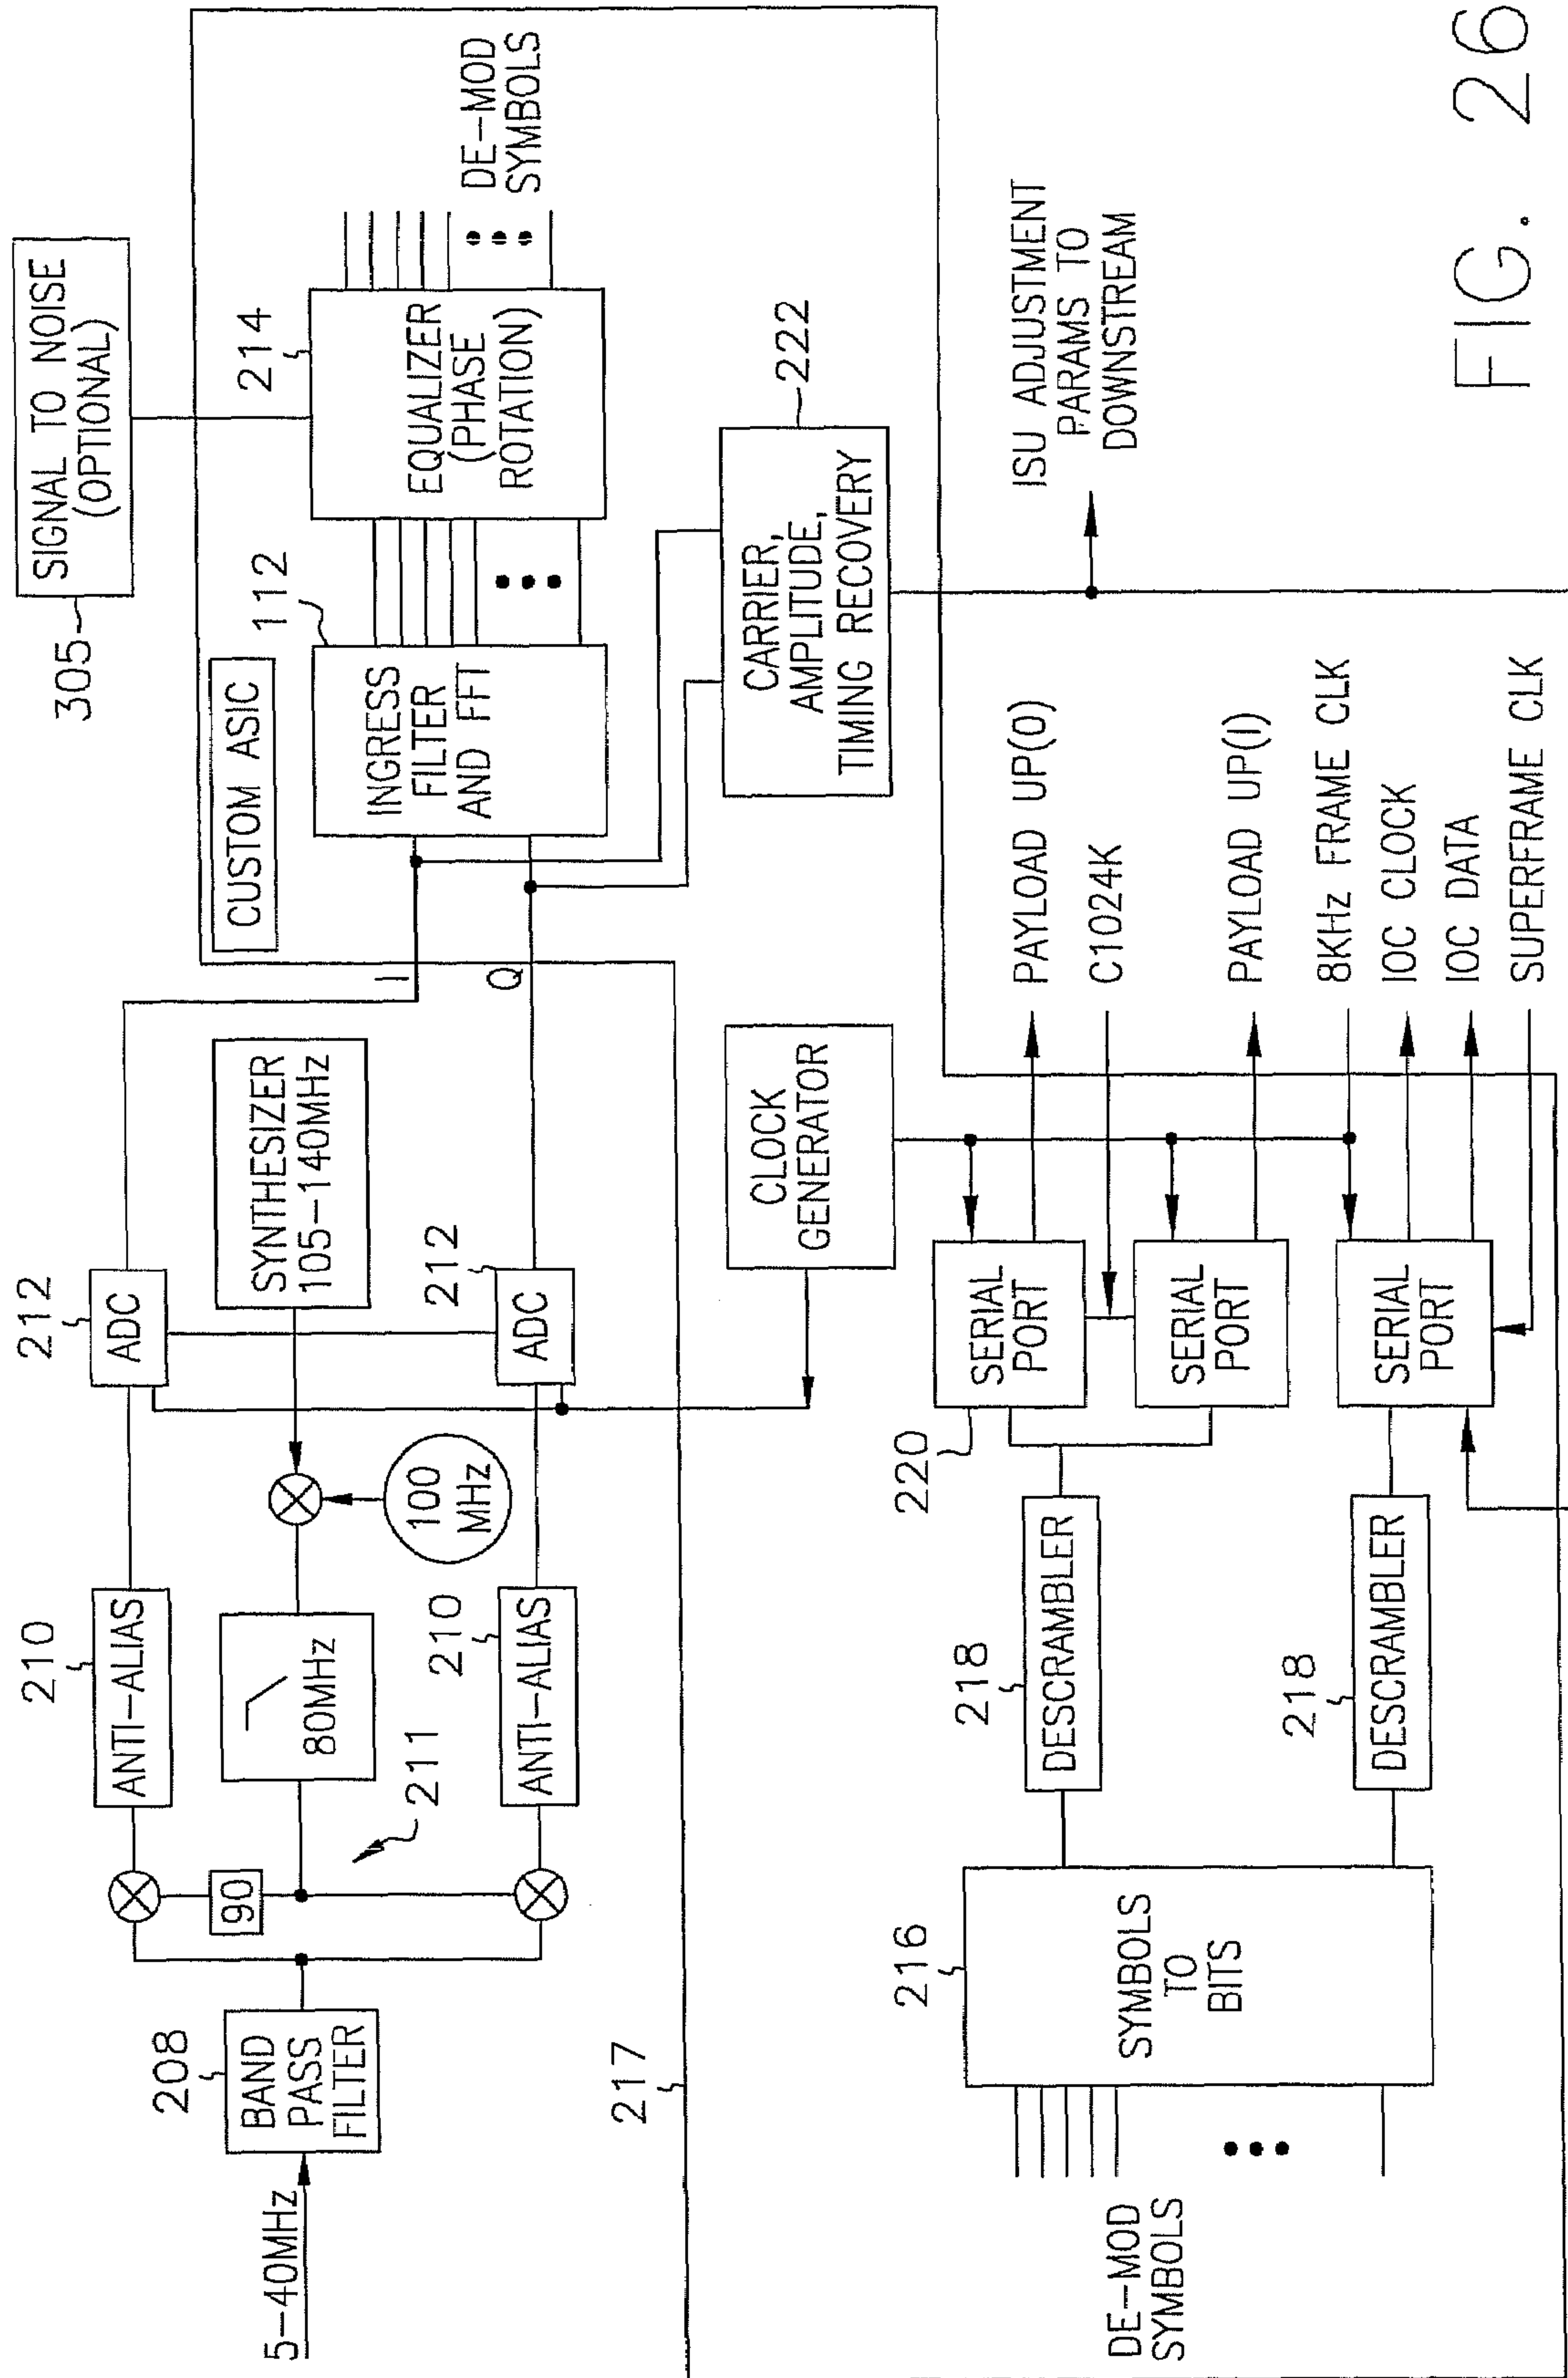 5-40MHz
208
BAND
PASS
FILTER
90
211
210
ANTI-ALIAS
80MHz
210
ANTI-ALIAS
100
MHz
212
ADC
SYNTHESIZER
105-140MHz
212
ADC
I
Q
CUSTOM ASIC
305
SIGNAL TO NOISE
(OPTIONAL)
112
INGRESS
FILTER
AND FFT
214
EQUALIZER
(PHASE
ROTATION)
DE-MOD
SYMBOLS
217
CLOCK
GENERATOR
CARRIER,
AMPLITUDE,
TIMING RECOVERY
222
DE-MOD
SYMBOLS
216
SYMBOLS
TO
BITS
218
DESCRAMBLER
218
DESCRAMBLER
220
SERIAL
PORT
SERIAL
PORT
SERIAL
PORT
PAYLOAD UP(0)
C1024K
PAYLOAD UP(1)
8KHz FRAME CLK
IOC CLOCK
IOC DATA
SUPERFRAME CLK
ISU ADJUSTMENT
PARAMS TO
DOWNSTREAM
FIG. 26